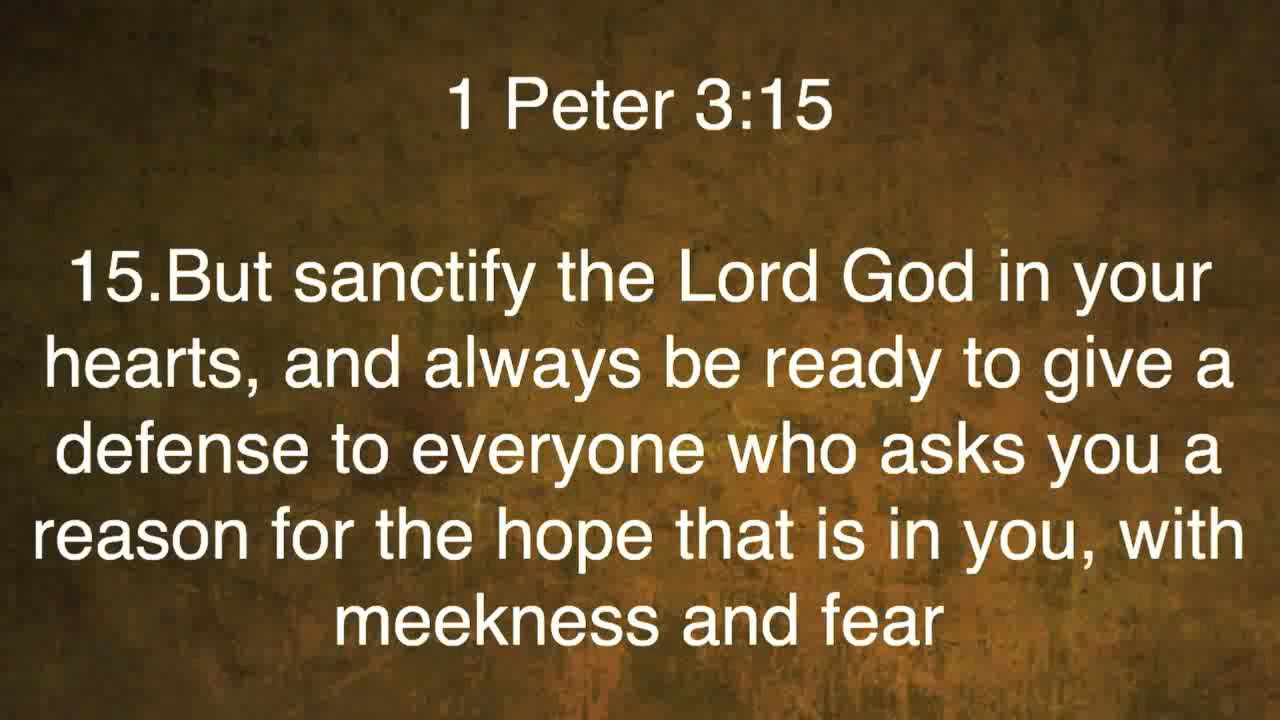 1 Peter 3:15
15.But sanctify the Lord God in your
hearts, and always be ready to give a
defense to everyone who asks you a
reason for the hope that is in you, with
meekness and fear